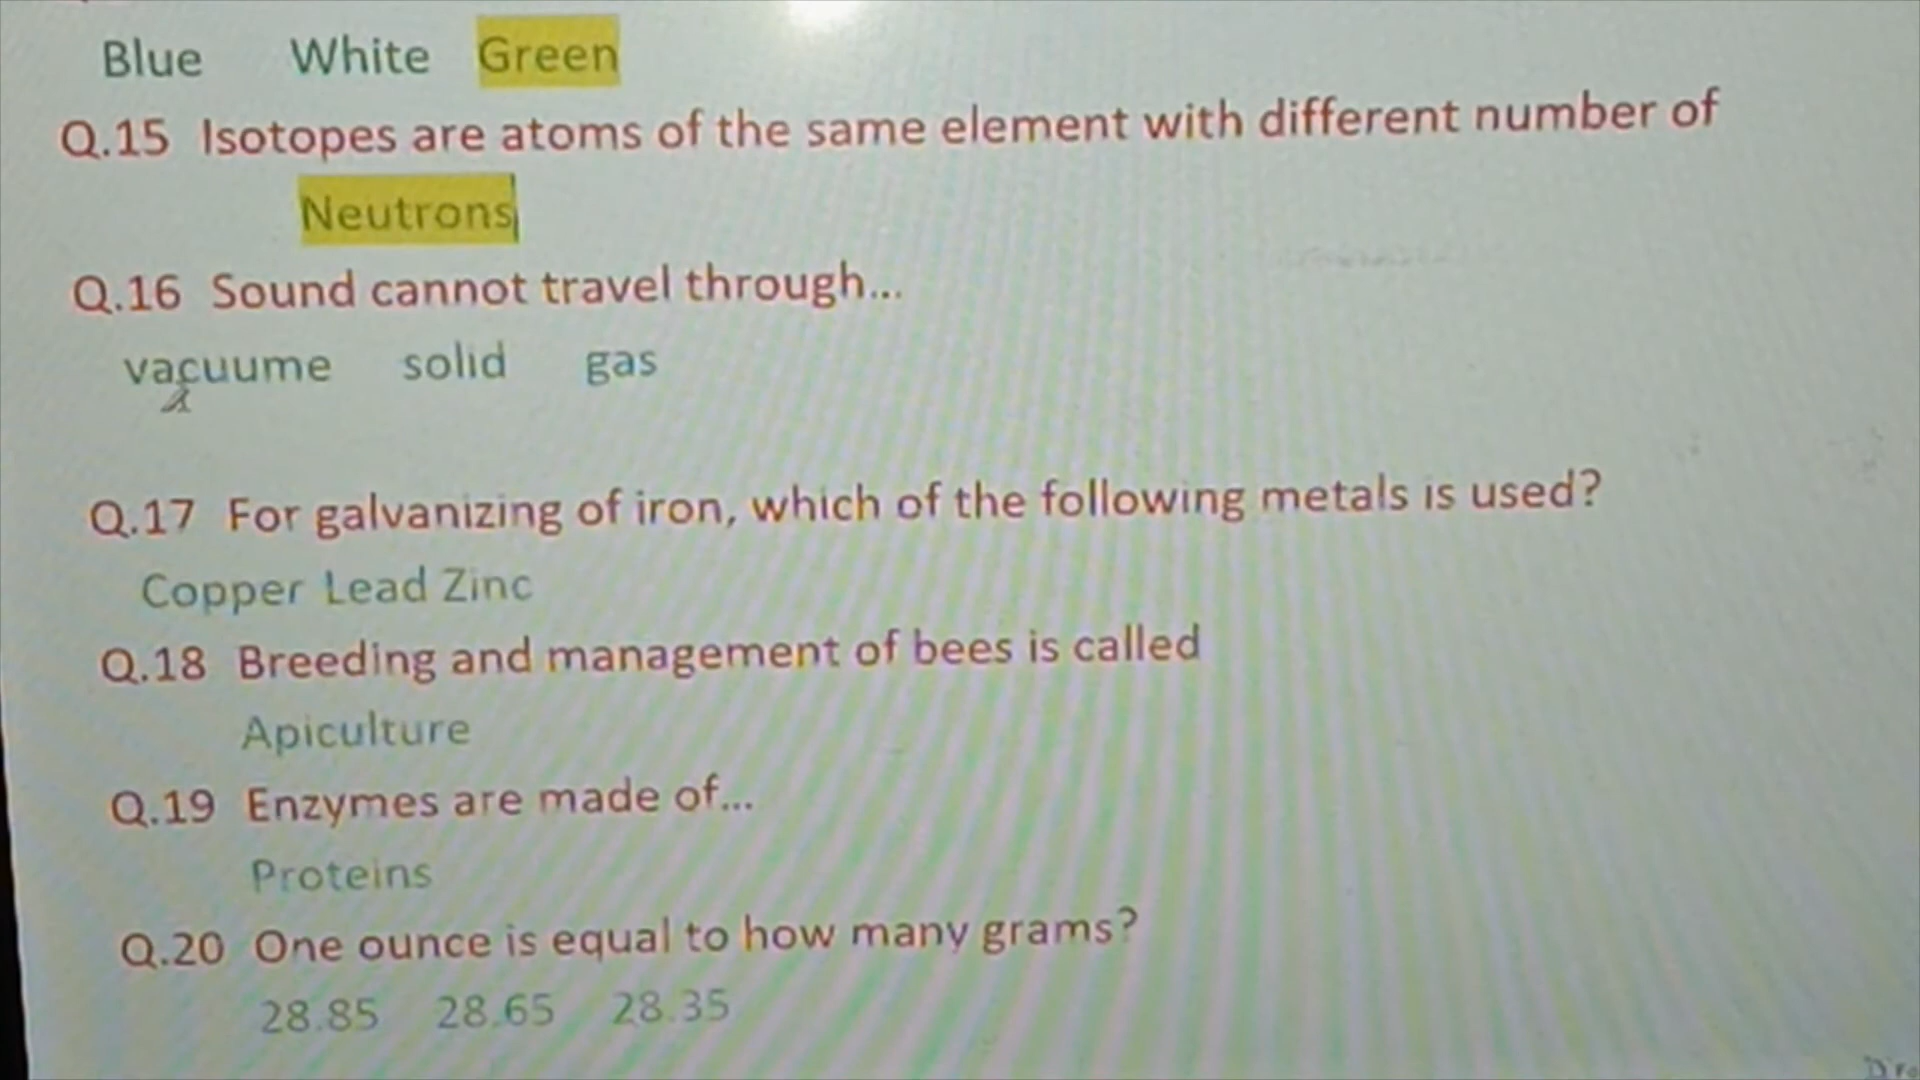 Blue White Green
Q.15 Isotopes are atoms of the same element with different number of
Neutrons
Q.16 Sound cannot travel through...
vacuume solid gas
Q.17 For galvanizing of iron, which of the following metals is used?
Copper Lead Zinc
Q.18 Breeding and management of bees is called
Apiculture
Q.19 Enzymes are made of...
Proteins
Q.20 One ounce is equal to how many grams?
28.85 28.65 28.35